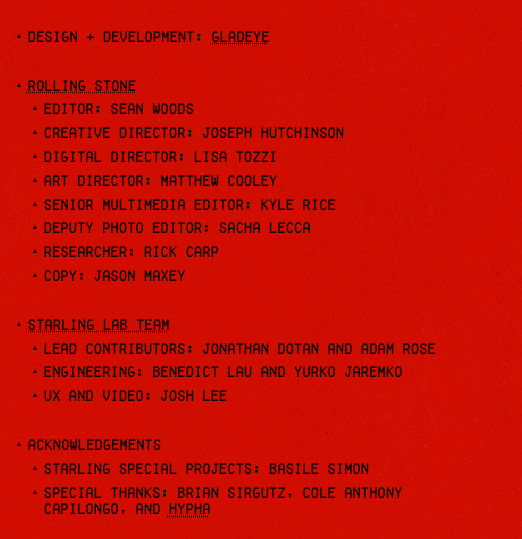 DESIGN + DEVELOPMENT: GLADEYE
ROLLING STONE
EDITOR: SEAN WOODS
CREATIVE DIRECTOR: JOSEPH HUTCHINSON
DIGITAL DIRECTOR: LISA TOZZI
ART DIRECTOR: MATTHEW COOLEY
SENIOR MULTIMEDIA EDITOR: KYLE RICE
DEPUTY PHOTO EDITOR: SACHA LECCA
RESEARCHER: RICK CARP
COPY: JASON MAXEY
STARLING LAB TEAM
LEAD CONTRIBUTORS: JONATHAN DOTAN AND ADAM ROSE
ENGINEERING: BENEDICT LAU AND YURKO JAREMKO
UX AND VIDEO: JOSH LEE
ACKNOWLEDGEMENTS
STARLING SPECIAL PROJECTS: BASILE SIMON
SPECIAL THANKS: BRIAN SIRGUTZ, COLE ANTHONY
CAPILONGO, AND HYPHA